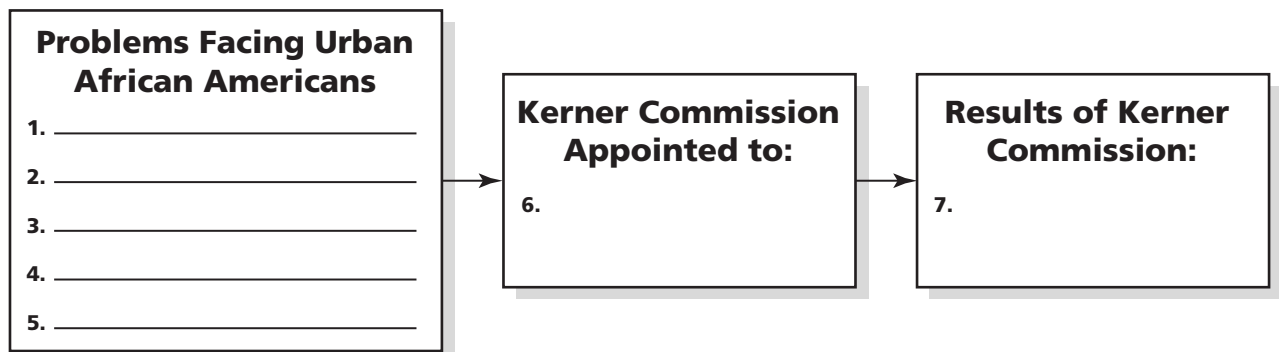 Problems Facing Urban
African Americans
1.
2.
3.
4.
5.
Kerner Commission
Appointed to:
6.
Results of Kerner
Commission:
7.